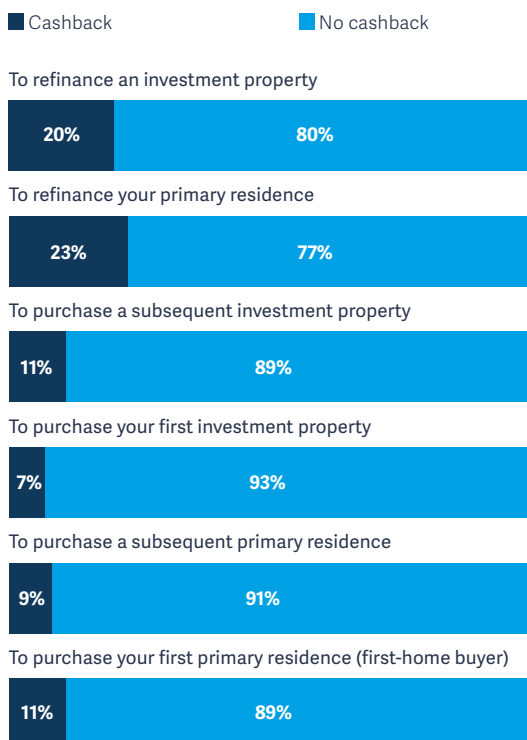 Cashback No cashback
To refinance an investment property
20% 80%
To refinance your primary residence
23% 77%
To purchase a subsequent investment property
11% 89%
To purchase your first investment property
7% 93%
To purchase a subsequent primary residence
9% 91%
To purchase your first primary residence (first-home buyer)
11% 89%